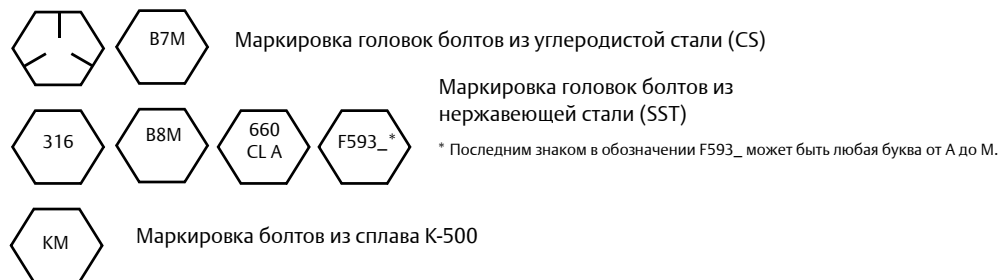 B7M Маркировка головок болтов из углеродистой стали (CS)
Маркировка головок болтов из
нержавеющей стали (SST)
316 B8M 660 CL A F593_*
* Последним знаком в обозначении F593_ может быть любая буква от А до М.
KM Маркировка болтов из сплава К-500